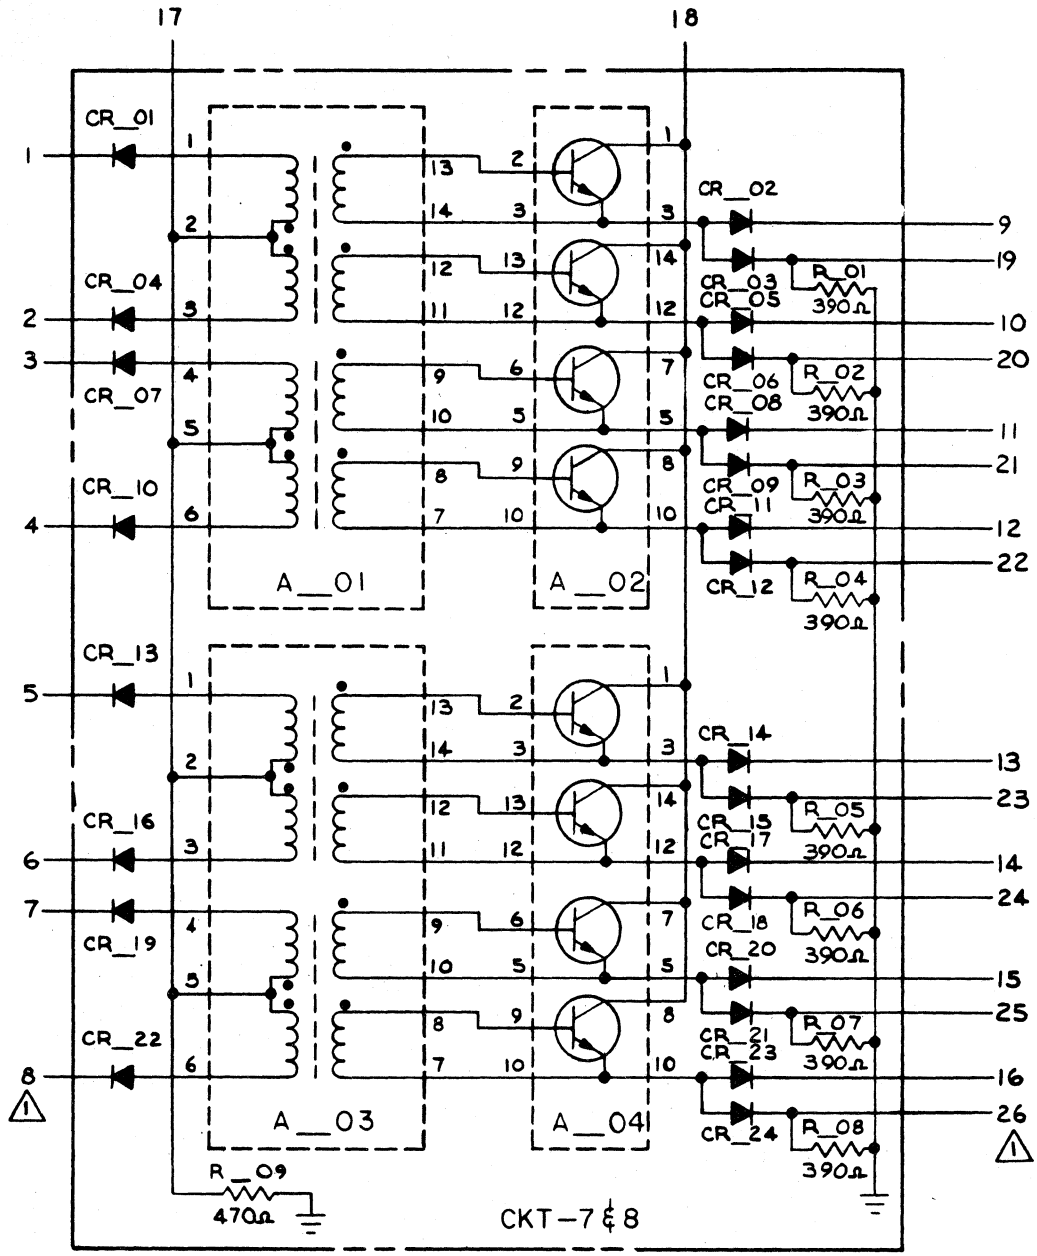 17 18
CR_01
1 1 13 2 1
CR_02
14 3 3 9
2 12 13 14 19
CR_04 CR_03 R_01
CR_05 390Ω
2 3 11 12 12 10
3 4 9 6 7 20
CR_07 CR_06 R_02
CR_08 390Ω
5 10 5 5 11
8 9 8 21
CR_10 CR_09 R_03
CR_11 390Ω
4 6 7 10 10 12
22
A_01 A_02 CR_12 R_04
390Ω
CR_13
5 1 13 2 1
CR_14
2 14 3 3 13
12 13 14 23
CR_16 CR_15 R_05
CR_17 390Ω
6 3 11 12 12 14
7 4 9 6 7 24
CR_19 CR_18 R_06
CR_20 390Ω
5 10 5 5 15
8 9 8 25
CR_22 CR_21 R_07
CR_23 390Ω
8 6 7 10 10 16
1 26
A_03 A_04 CR_24 R_08
1
390Ω
R_09
470Ω
CKT-7 & 8